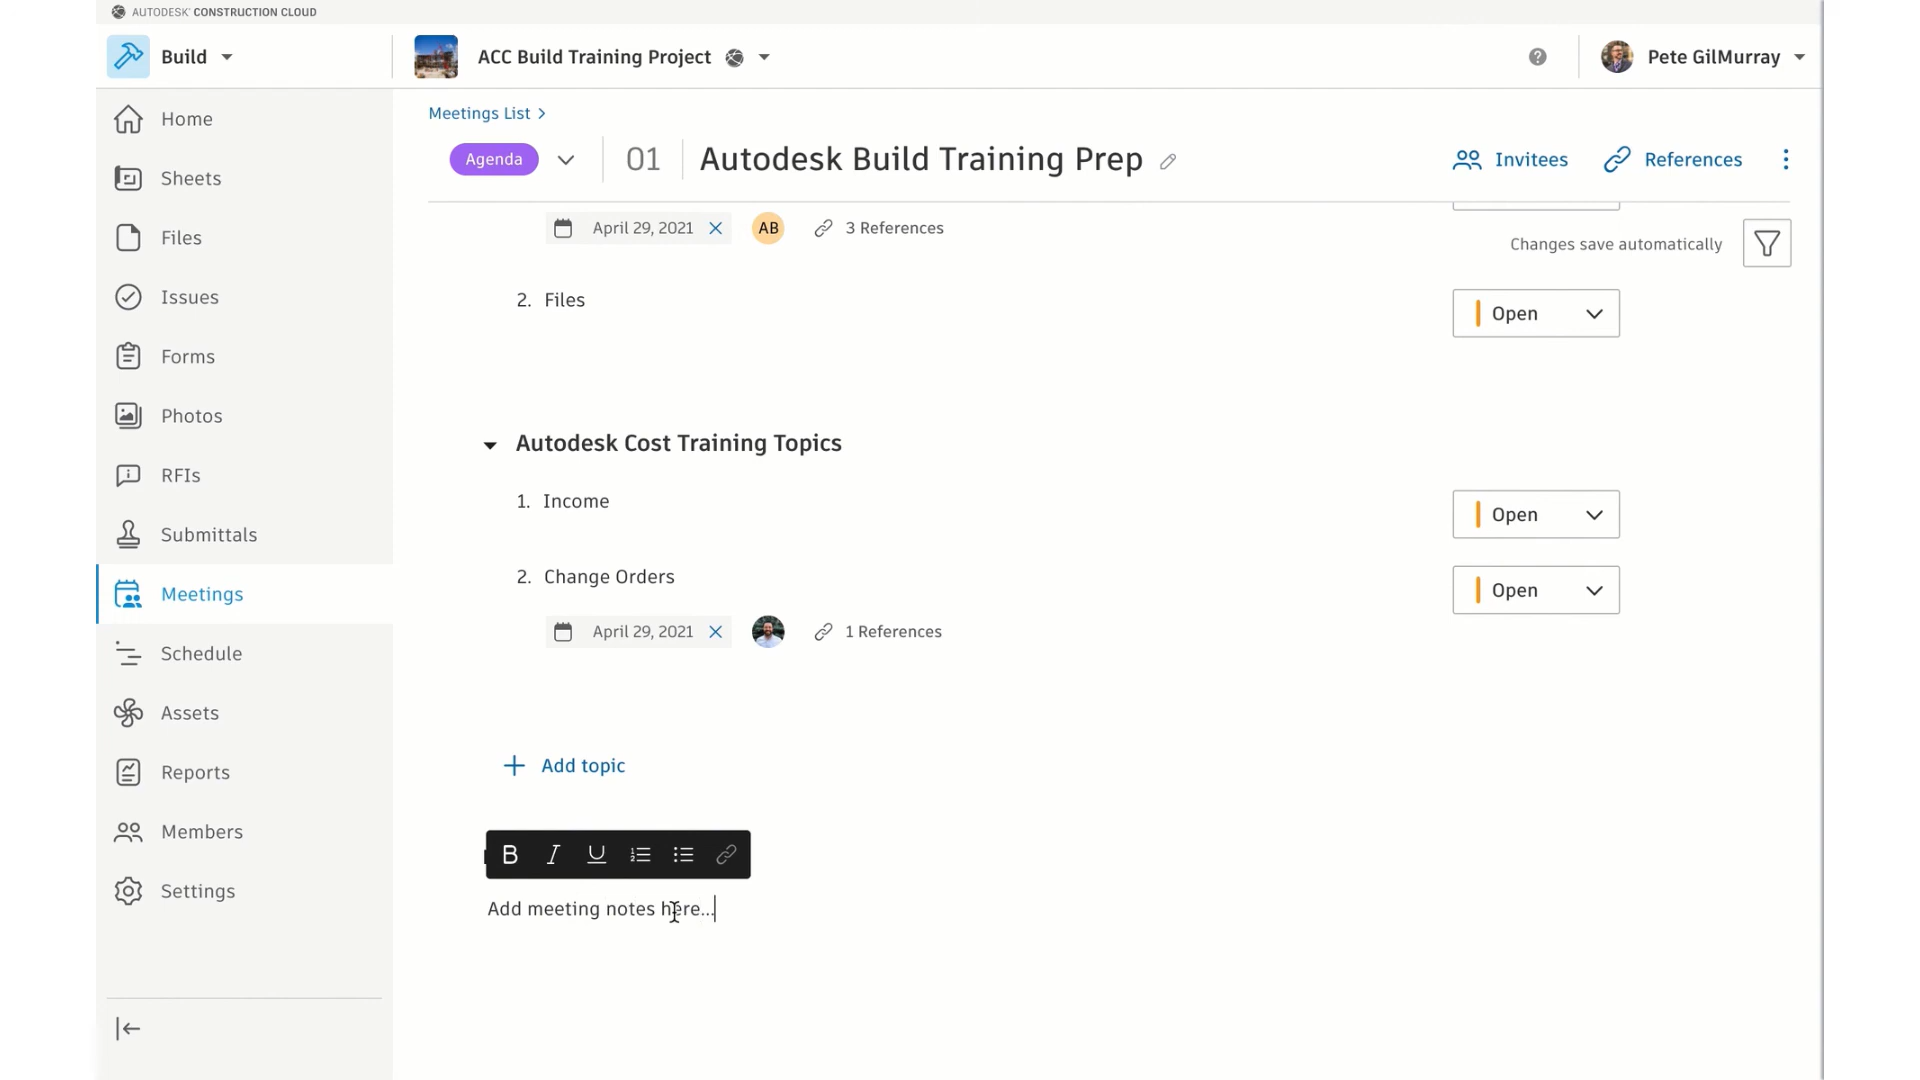 AUTODESK® CONSTRUCTION CLOUD
Build
ACC Build Training Project
Pete GilMurray
Home
Sheets
Files
Issues
Forms
Photos
RFIs
Submittals
Meetings
Schedule
Assets
Reports
Members
Settings
Meetings List >
Agenda
01
Autodesk Build Training Prep
Invitees
References
April 29, 2021
AB
3 References
Changes save automatically
2. Files
Open
Autodesk Cost Training Topics
1. Income
Open
2. Change Orders
Open
April 29, 2021
1 References
+ Add topic
B I U
Add meeting notes here...